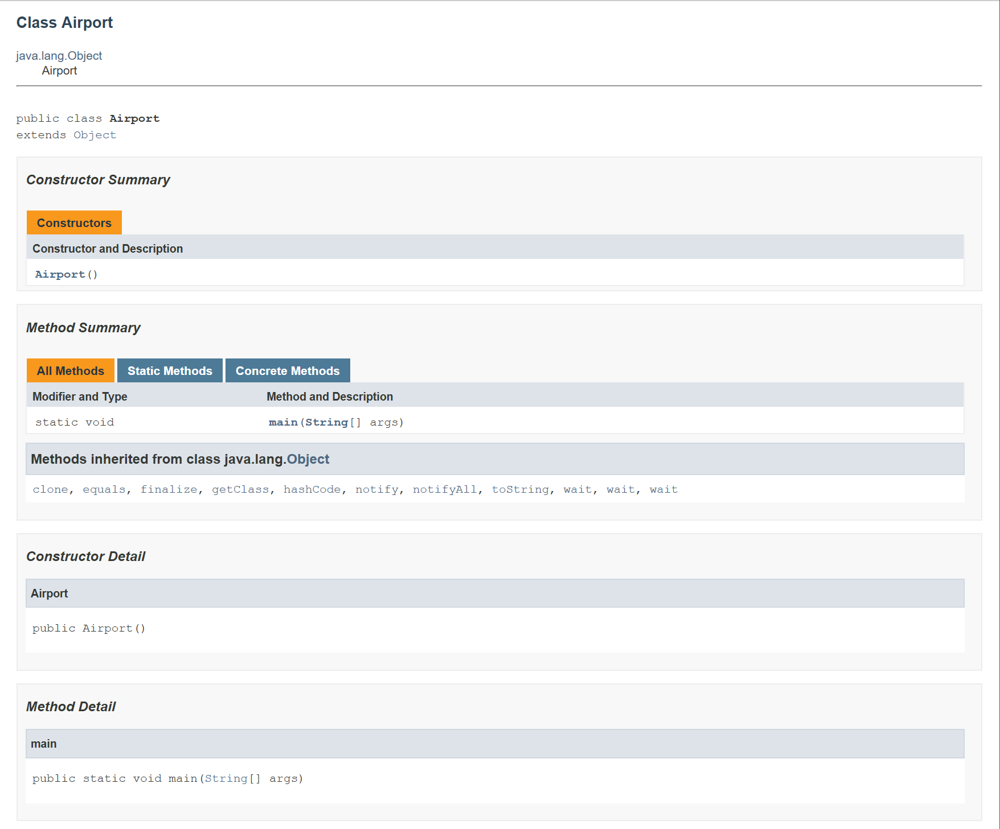 Class Airport
java.lang.Object
Airport
public class Airport
extends Object
Constructor Summary
Constructors
Constructor and Description
Airport()
Method Summary
All Methods Static Methods Concrete Methods
Modifier and Type Method and Description
static void main(String[] args)
Methods inherited from class java.lang.Object
clone, equals, finalize, getClass, hashCode, notify, notifyAll, toString, wait, wait, wait
Constructor Detail
Airport
public Airport()
Method Detail
main
public static void main(String[] args)